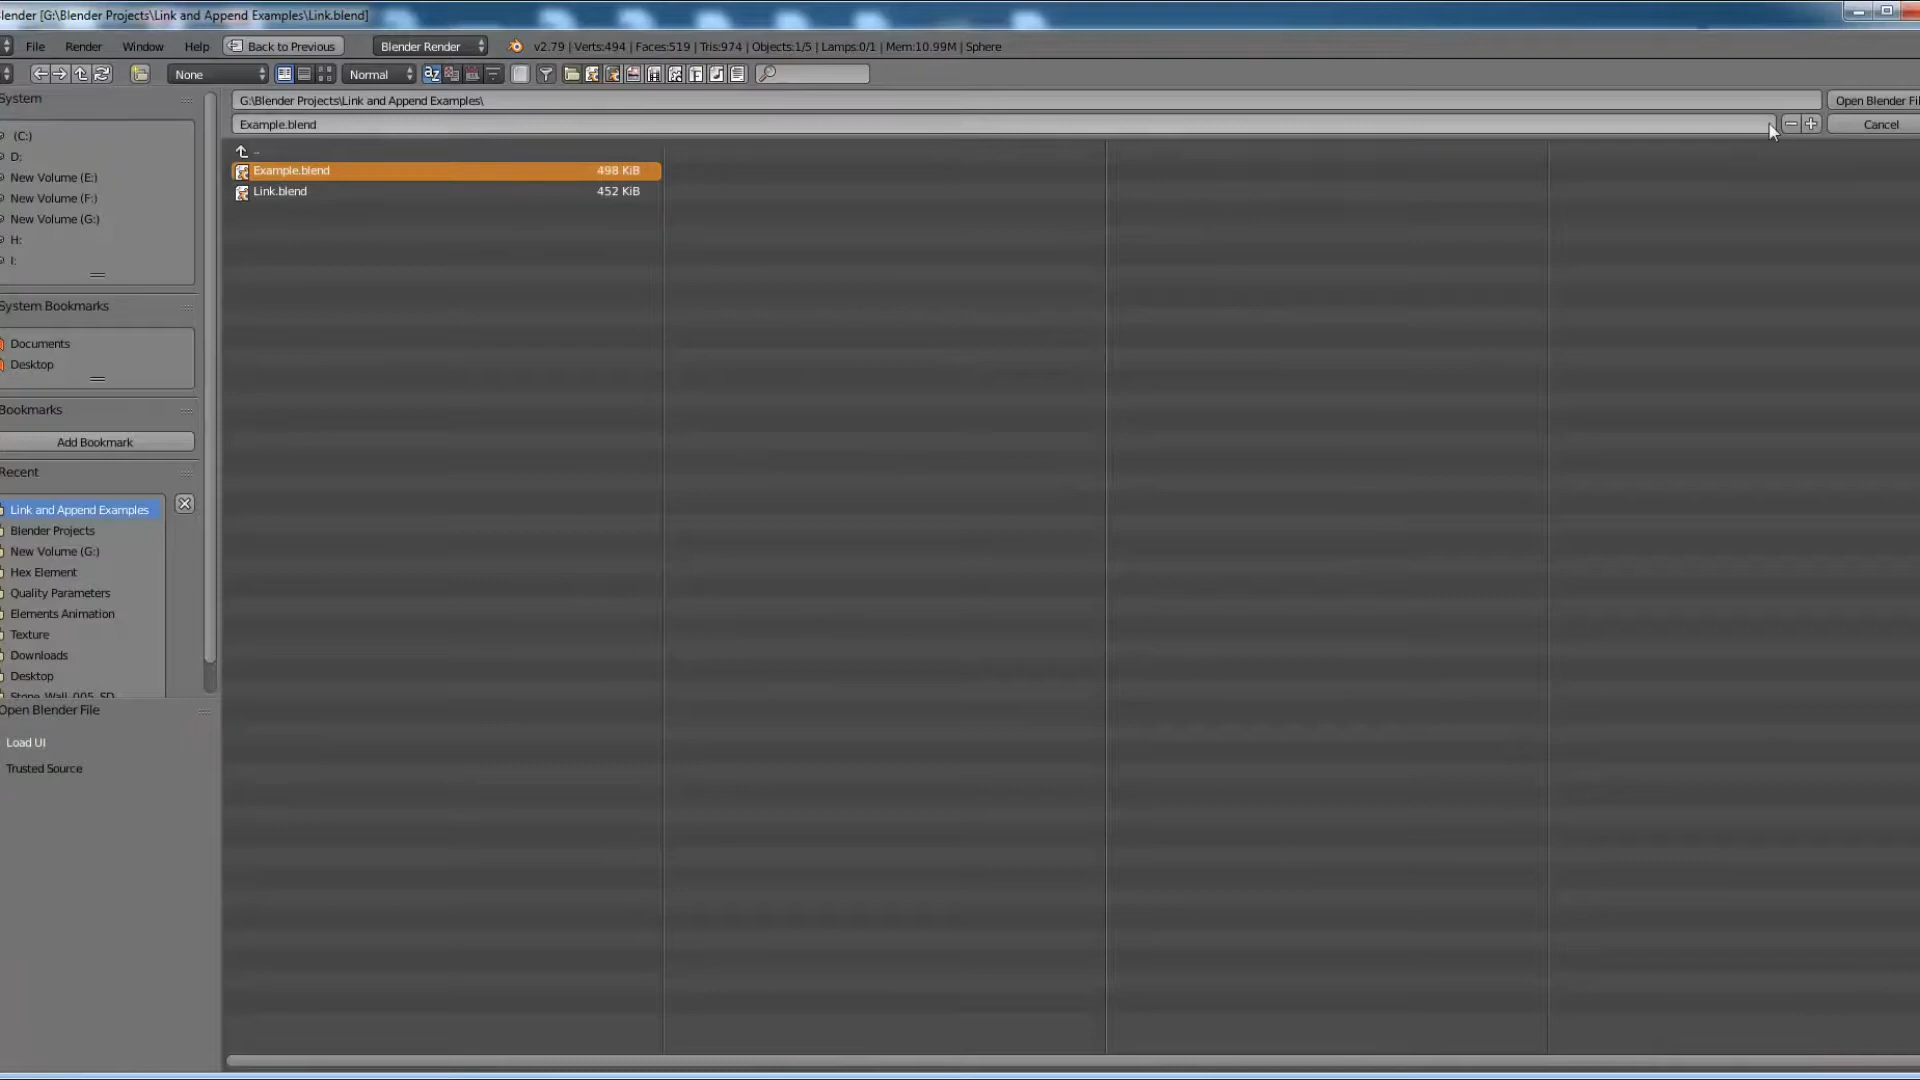 lender [G:\Blender Projects\Link and Append Examples\Link.blend]
File Render Window Help Back to Previous Blender Render v2.79 | Verts:494 | Faces:519 | Tris:974 | Objects:1/5 | Lamps:0/1 | Mem:10.99M | Sphere
None Normal
System
G:\Blender Projects\Link and Append Examples\
Open Blender Fil
Example.blend
Cancel
(C:)
D:
New Volume (E:)
New Volume (F:)
New Volume (G:)
H:
I:
..
Example.blend 498 KiB
Link.blend 452 KiB
System Bookmarks
Documents
Desktop
Bookmarks
Add Bookmark
Recent
Link and Append Examples
Blender Projects
New Volume (G:)
Hex Element
Quality Parameters
Elements Animation
Texture
Downloads
Desktop
Stone_Wall_005_SD
Open Blender File
Load UI
Trusted Source